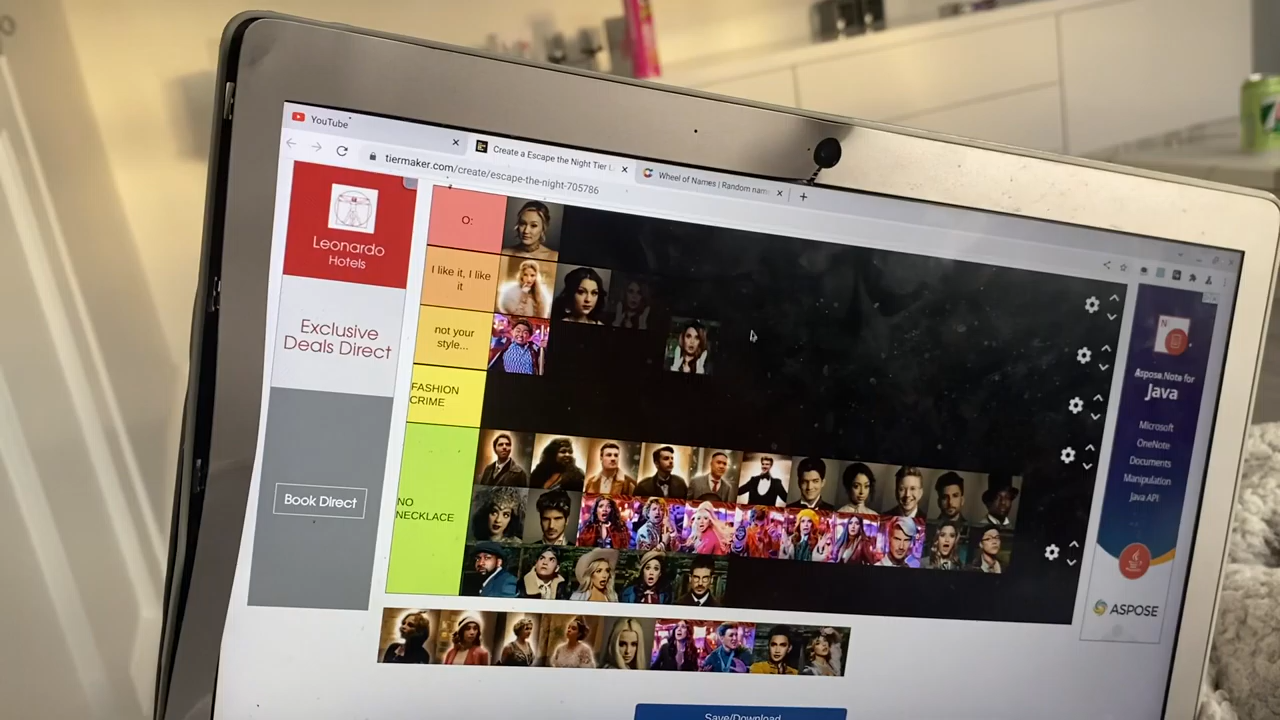 YouTube
Create a Escape the Night Tier L
Wheel of Names | Random nam
tiermaker.com/create/escape-the-night-705786
Leonardo
Hotels
Exclusive
Deals Direct
Book Direct
O:
I like it, I like
it
not your
style...
FASHION
CRIME
NO
NECKLACE
Aspose.Note for
Java
Microsoft
OneNote
Documents
Manipulation
Java API
ASPOSE
Save/Download